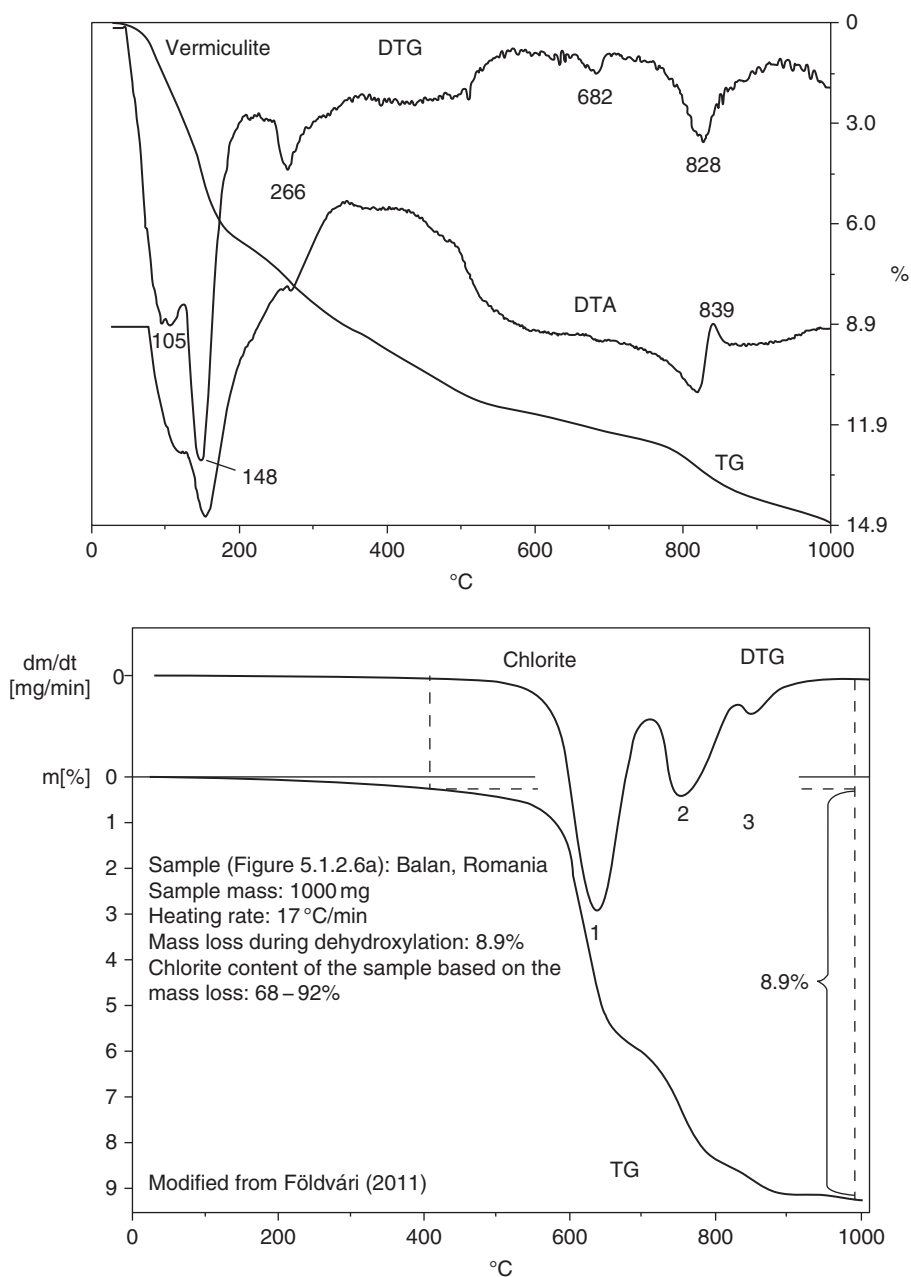 Vermiculite
DTG
0
3.0
6.0
8.9
11.9
14.9
%
266
682
828
105
148
DTA
839
TG
0
200
400
600
800
1000
°C
dm/dt
[mg/min]
0
m[%]
0
1
2
3
4
5
6
7
8
9
Chlorite
DTG
1
2
3
Sample (Figure 5.1.2.6a): Balan, Romania
Sample mass: 1000 mg
Heating rate: 17 °C/min
Mass loss during dehydroxylation: 8.9%
Chlorite content of the sample based on the
mass loss: 68 – 92%
8.9%
TG
Modified from Földvári (2011)
0
200
400
600
800
1000
°C